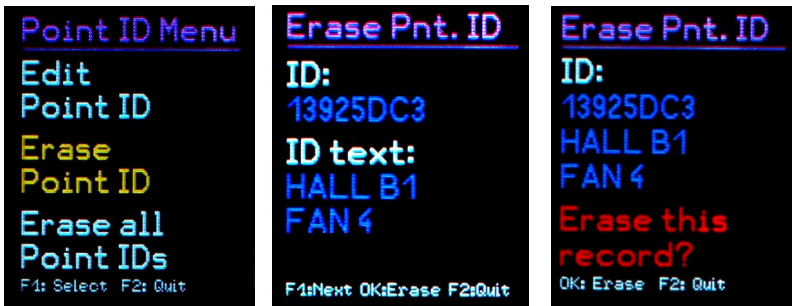 Point ID Menu
Edit
Point ID
Erase
Point ID
Erase all
Point IDs
F1: Select F2: Quit
Erase Pnt. ID
ID:
13925DC3
ID text:
HALL B1
FAN 4
F1:Next OK:Erase F2:Quit
Erase Pnt. ID
ID:
13925DC3
HALL B1
FAN 4
Erase this
record?
OK: Erase F2: Quit